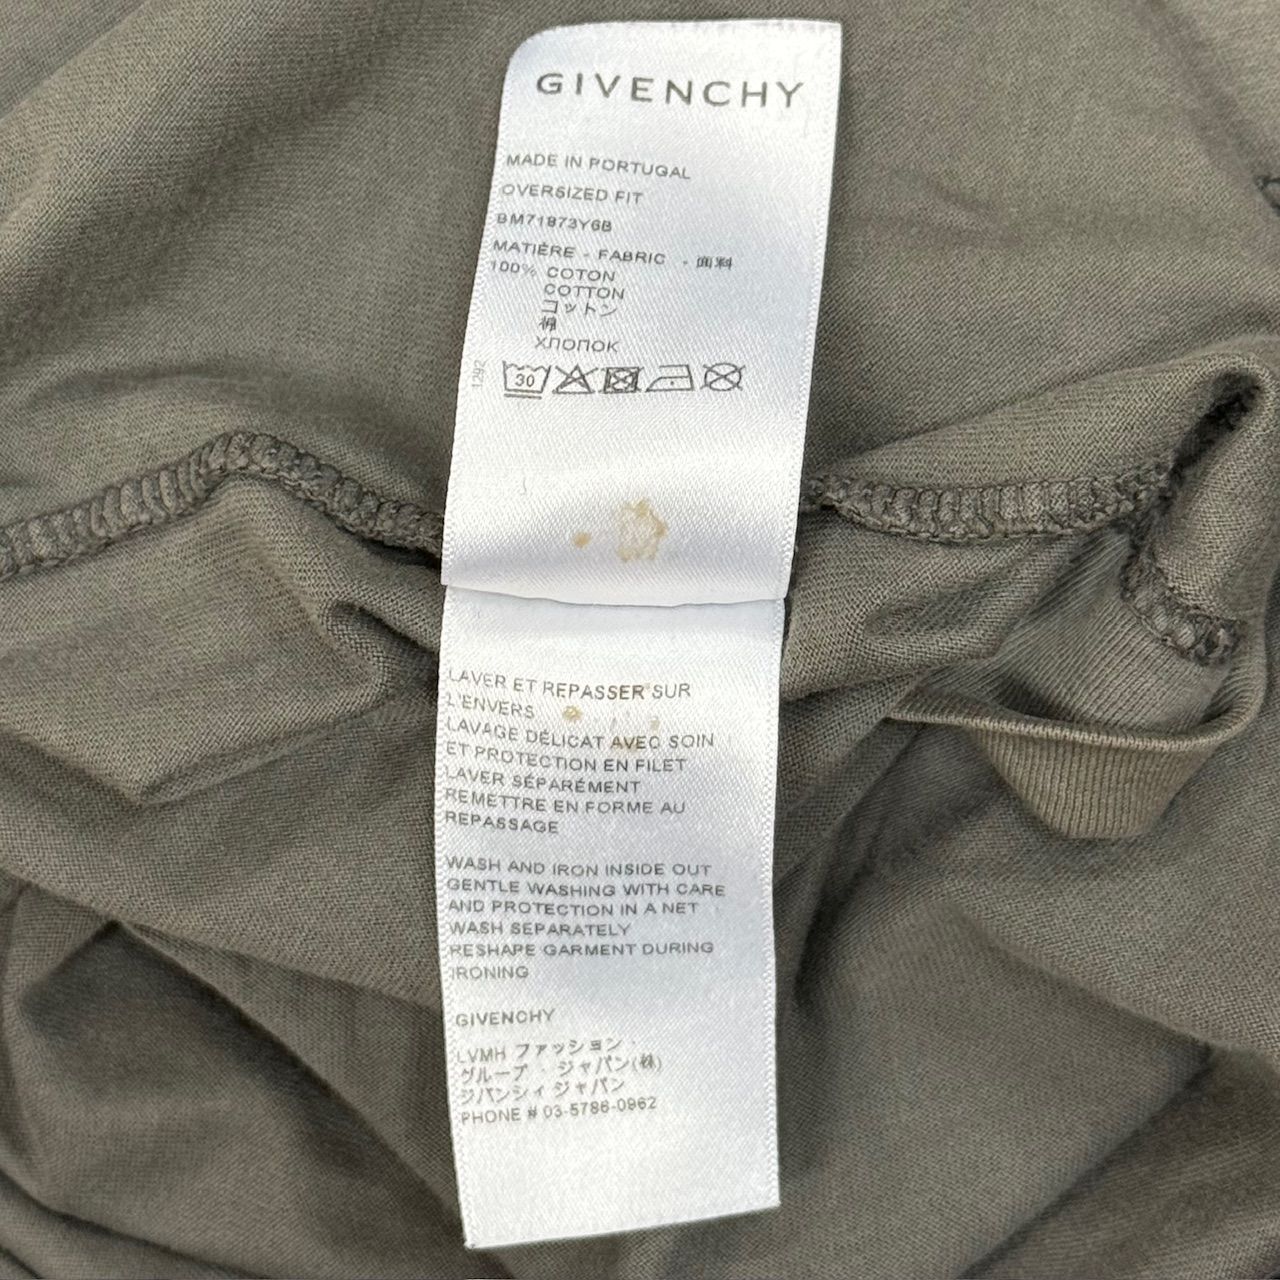 GIVENCHY
MADE IN PORTUGAL
OVERSIZED FIT
BM71873Y6B
MATIÈRE - FABRIC - 面料
100% COTON
COTTON
コットン
棉
ХЛОПОК
1292
30
LAVER ET REPASSER SUR
L'ENVERS
LAVAGE DÉLICAT AVEC SOIN
ET PROTECTION EN FILET
LAVER SÉPARÉMENT
REMETTRE EN FORME AU
REPASSAGE
WASH AND IRON INSIDE OUT
GENTLE WASHING WITH CARE
AND PROTECTION IN A NET
WASH SEPARATELY
RESHAPE GARMENT DURING
IRONING
GIVENCHY
LVMH ファッション・
グループ・ジャパン(株)
ジバンシィ ジャパン
PHONE # 03-5786-0962